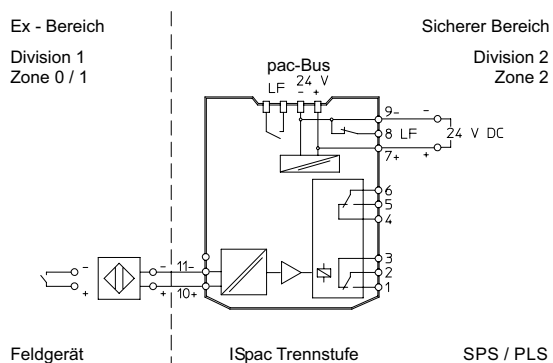 Ex - Bereich
Sicherer Bereich
Division 1
Zone 0 / 1
Division 2
Zone 2
pac-Bus
LF 24 V
- +
9- -
8 LF 24 V DC
7+ +
6
5
4
3
2
1
- - 11-
+ + 10+
Feldgerät
ISpac Trennstufe
SPS / PLS